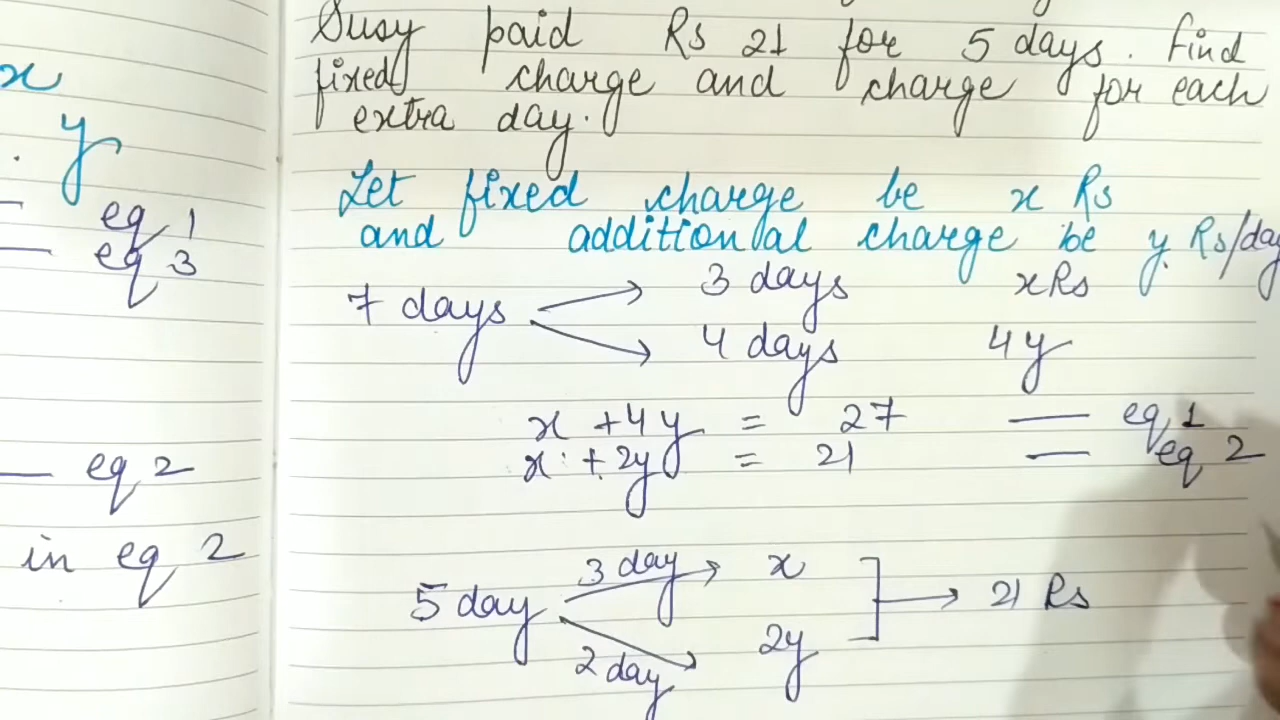 x
y
eq 1
eq 3
eq 2
in eq 2
Susy paid Rs 21 for 5 days. Find
fixed charge and charge for each
extra day.
Let fixed charge be x Rs
and additional charge be y Rs/day
7 days 3 days x Rs
4 days 4y
x + 4y = 27 — eq 1
x + 2y = 21 — eq 2
5 day 3 day x 21 Rs
2 day 2y